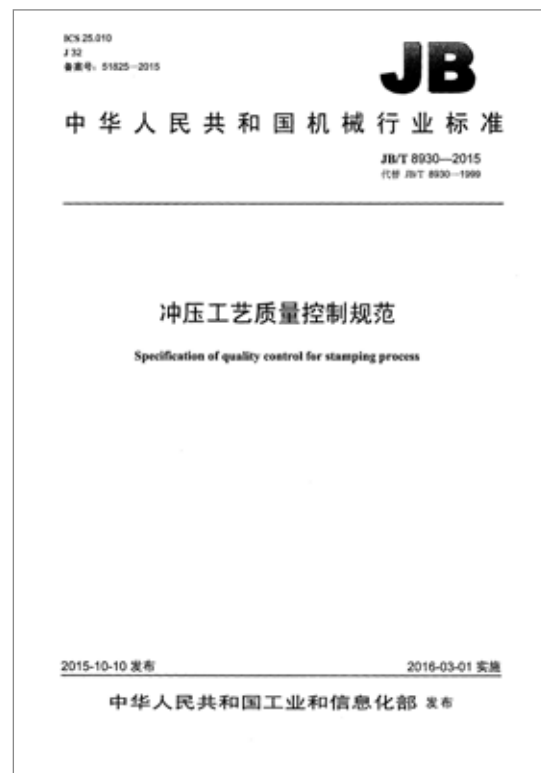 ICS 25.010
J 32
备案号：51825—2015
JB
中华人民共和国机械行业标准
JB/T 8930—2015
代替 JB/T 8930—1999
冲压工艺质量控制规范
Specification of quality control for stamping process
2015-10-10 发布
2016-03-01 实施
中华人民共和国工业和信息化部 发布